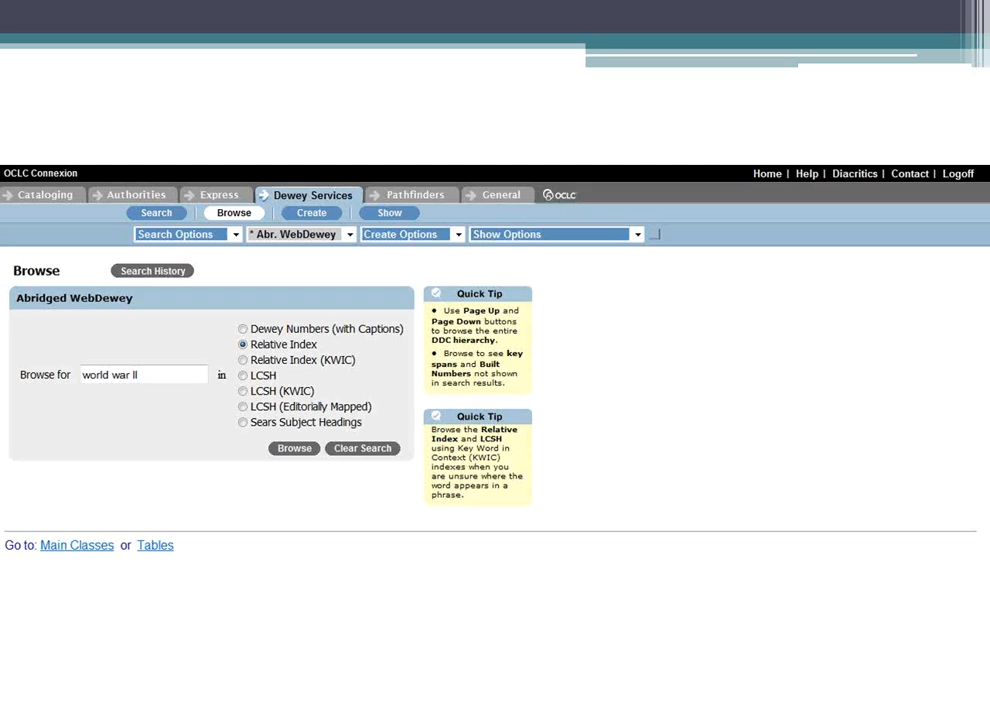 OCLC Connexion
Home | Help | Diacritics | Contact | Logoff
Cataloging Authorities Express Dewey Services Pathfinders General OCLC
Search Browse Create Show
Search Options * Abr. WebDewey Create Options Show Options
Browse Search History
Abridged WebDewey
Dewey Numbers (with Captions)
Relative Index
Relative Index (KWIC)
Browse for world war II in LCSH
LCSH (KWIC)
LCSH (Editorially Mapped)
Sears Subject Headings
Browse Clear Search
Quick Tip
• Use Page Up and
Page Down buttons
to browse the entire
DDC hierarchy.
• Browse to see key
spans and Built
Numbers not shown
in search results.
Quick Tip
Browse the Relative
Index and LCSH
using Key Word in
Context (KWIC)
indexes when you
are unsure where the
word appears in a
phrase.
Go to: Main Classes or Tables